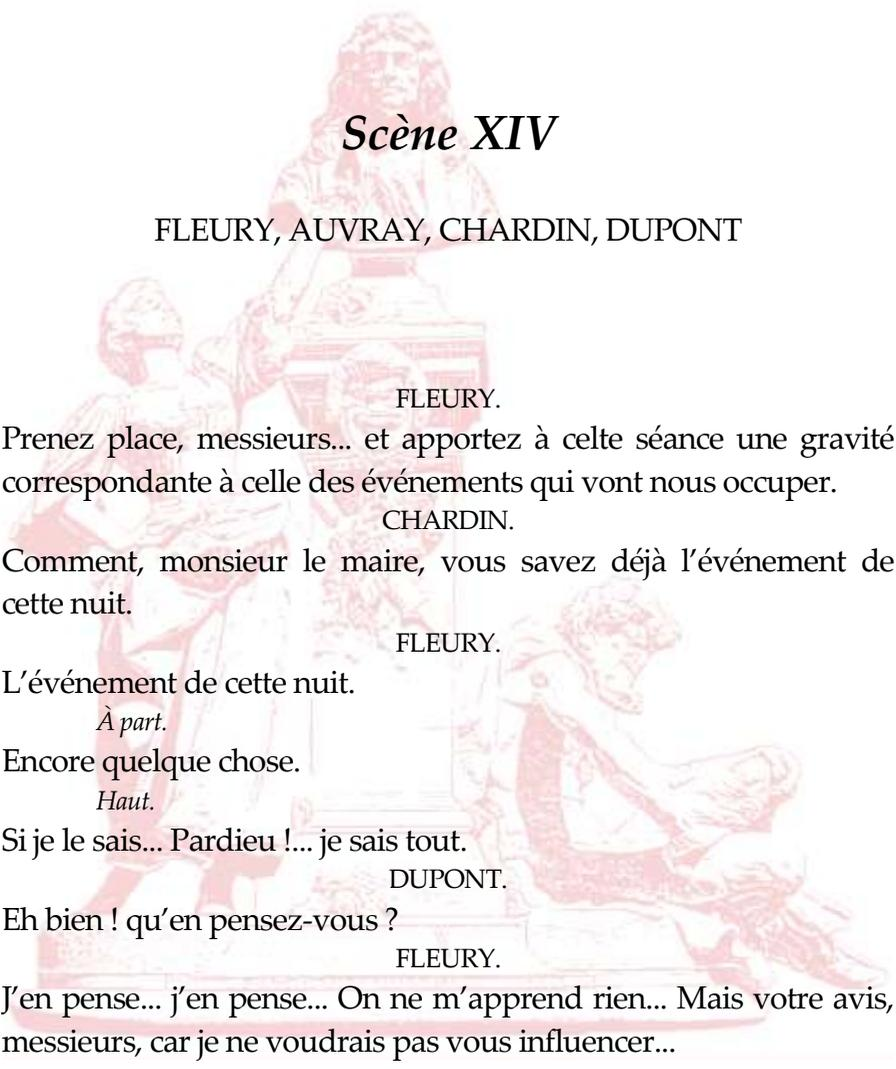 Scène XIV
FLEURY, AUVRAY, CHARDIN, DUPONT
FLEURY.
Prenez place, messieurs... et apportez à celte séance une gravité
correspondante à celle des événements qui vont nous occuper.
CHARDIN.
Comment, monsieur le maire, vous savez déjà l’événement de
cette nuit.
FLEURY.
L’événement de cette nuit.
À part.
Encore quelque chose.
Haut.
Si je le sais... Pardieu !... je sais tout.
DUPONT.
Eh bien ! qu’en pensez-vous ?
FLEURY.
J’en pense... j’en pense... On ne m’apprend rien... Mais votre avis,
messieurs, car je ne voudrais pas vous influencer...